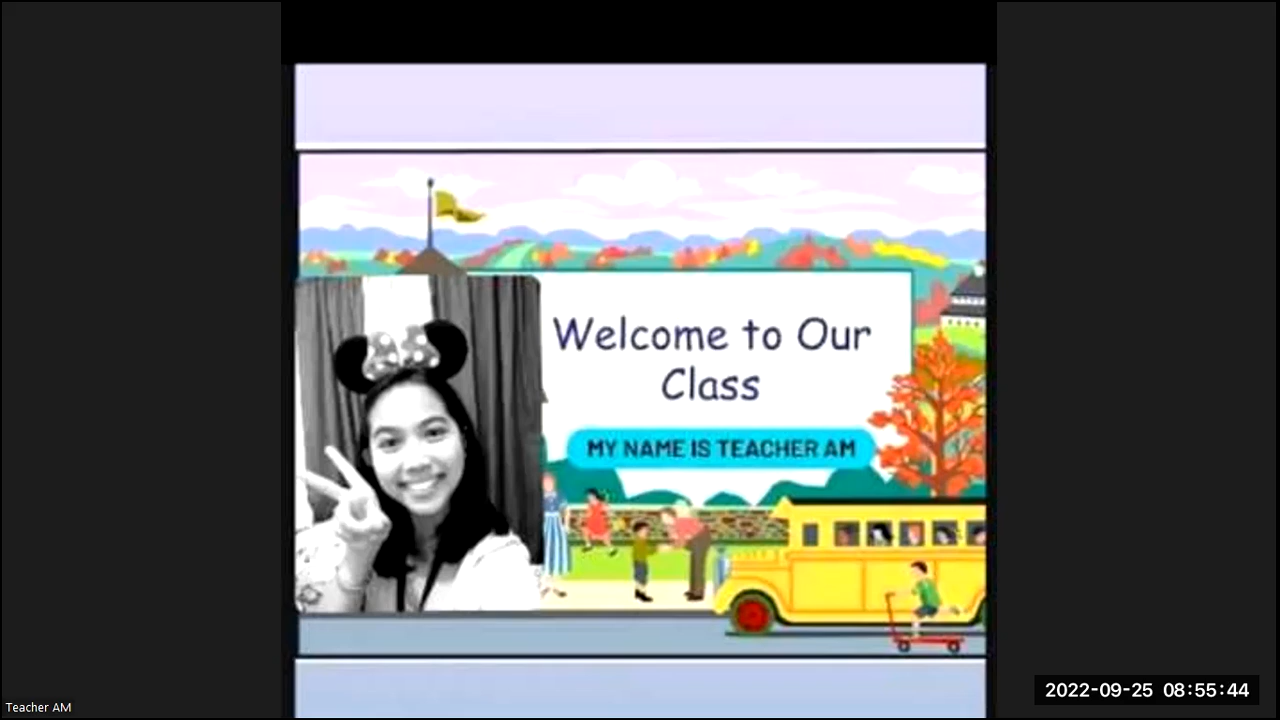 Welcome to Our
Class
MY NAME IS TEACHER AM
Teacher AM
2022-09-25 08:55:44